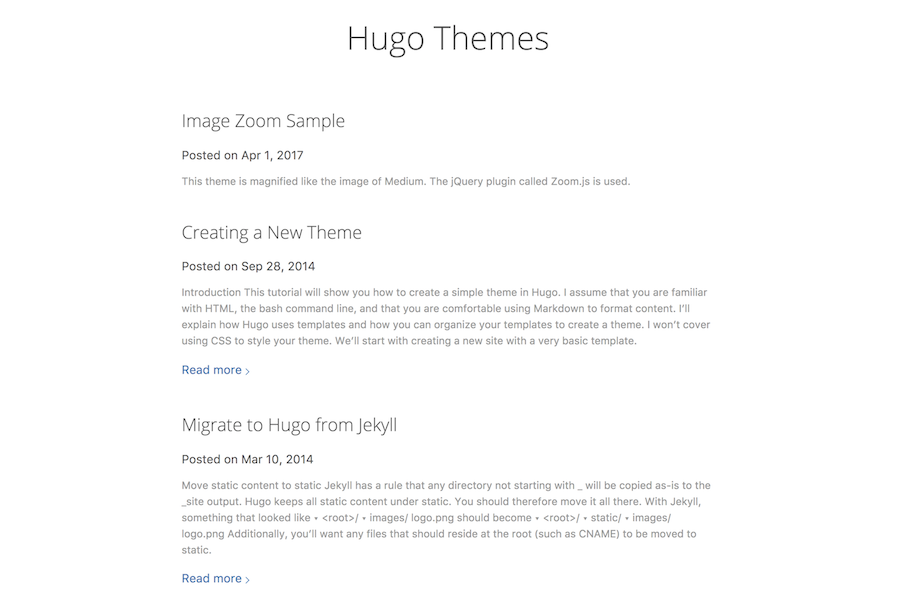 Hugo Themes
Image Zoom Sample
Posted on Apr 1, 2017
This theme is magnified like the image of Medium. The jQuery plugin called Zoom.js is used.
Creating a New Theme
Posted on Sep 28, 2014
Introduction This tutorial will show you how to create a simple theme in Hugo. I assume that you are familiar
with HTML, the bash command line, and that you are comfortable using Markdown to format content. I’ll
explain how Hugo uses templates and how you can organize your templates to create a theme. I won’t cover
using CSS to style your theme. We’ll start with creating a new site with a very basic template.
Read more ›
Migrate to Hugo from Jekyll
Posted on Mar 10, 2014
Move static content to static Jekyll has a rule that any directory not starting with _ will be copied as-is to the
_site output. Hugo keeps all static content under static. You should therefore move it all there. With Jekyll,
something that looked like ▾ <root>/ ▾ images/ logo.png should become ▾ <root>/ ▾ static/ ▾ images/
logo.png Additionally, you’ll want any files that should reside at the root (such as CNAME) to be moved to
static.
Read more ›